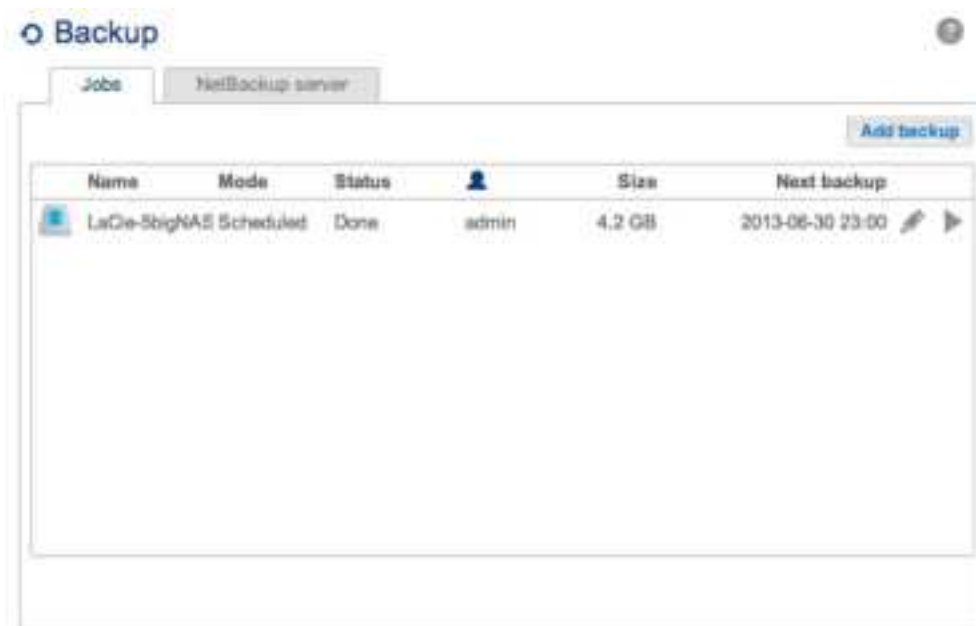 Backup
?
Jobs NetBackup server
Add backup
Name Mode Status Size Next backup
LaCie-5bigNAS Scheduled Done admin 4.2 GB 2013-06-30 23:00